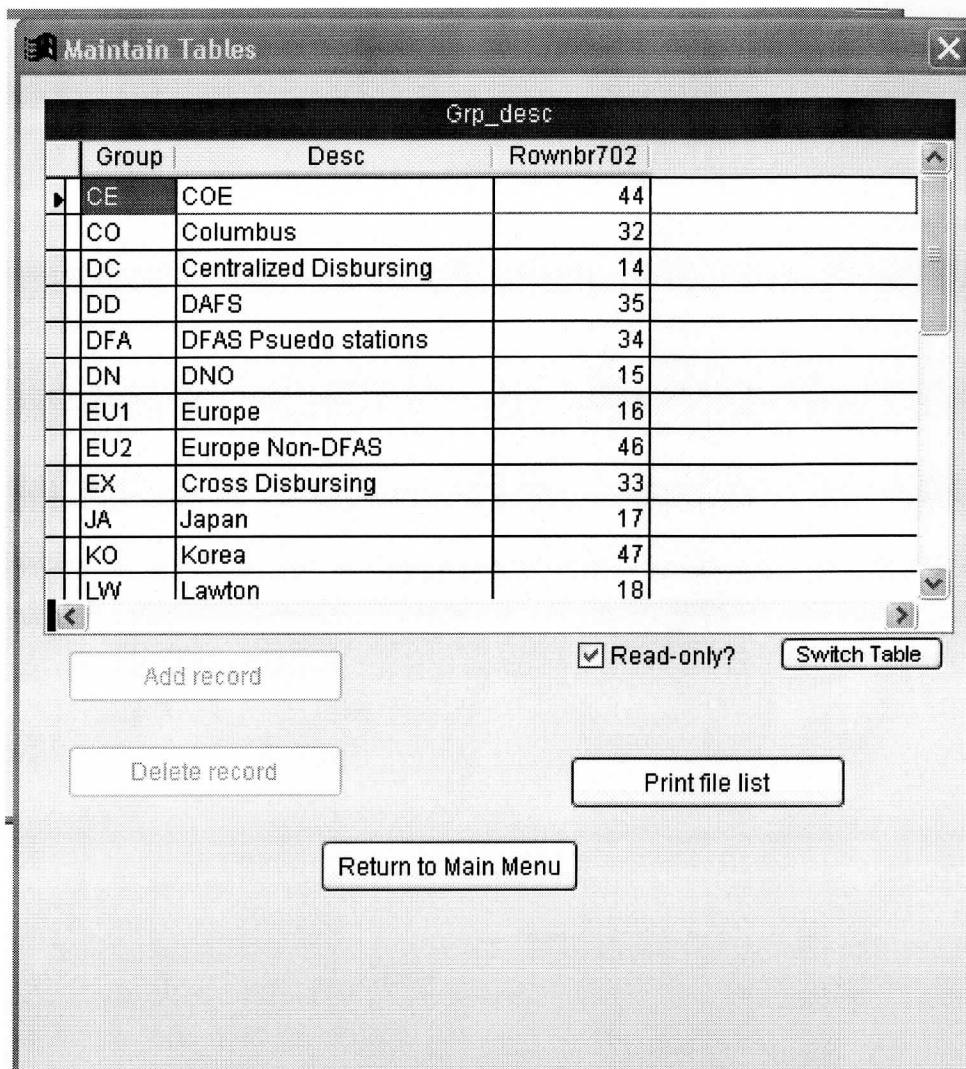 Maintain Tables
Grp_desc
Group Desc Rownbr702
CE COE 44
CO Columbus 32
DC Centralized Disbursing 14
DD DAFS 35
DFA DFAS Psuedo stations 34
DN DNO 15
EU1 Europe 16
EU2 Europe Non-DFAS 46
EX Cross Disbursing 33
JA Japan 17
KO Korea 47
LW Lawton 18
Read-only? Switch Table
Add record
Delete record
Print file list
Return to Main Menu